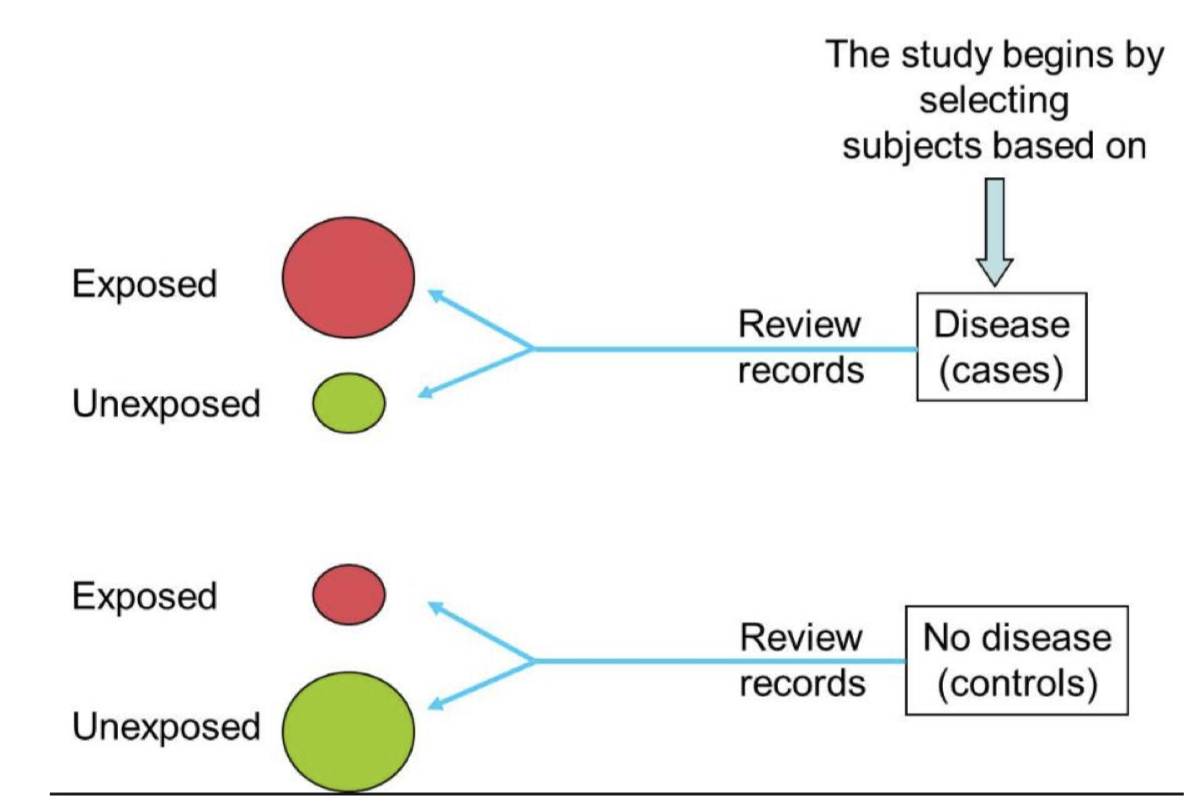 The study begins by
selecting
subjects based on
Exposed
Unexposed
Review
records
Disease
(cases)
Exposed
Unexposed
Review
records
No disease
(controls)